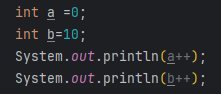 int a =0;
int b=10;
System.out.println(a++);
System.out.println(b++);